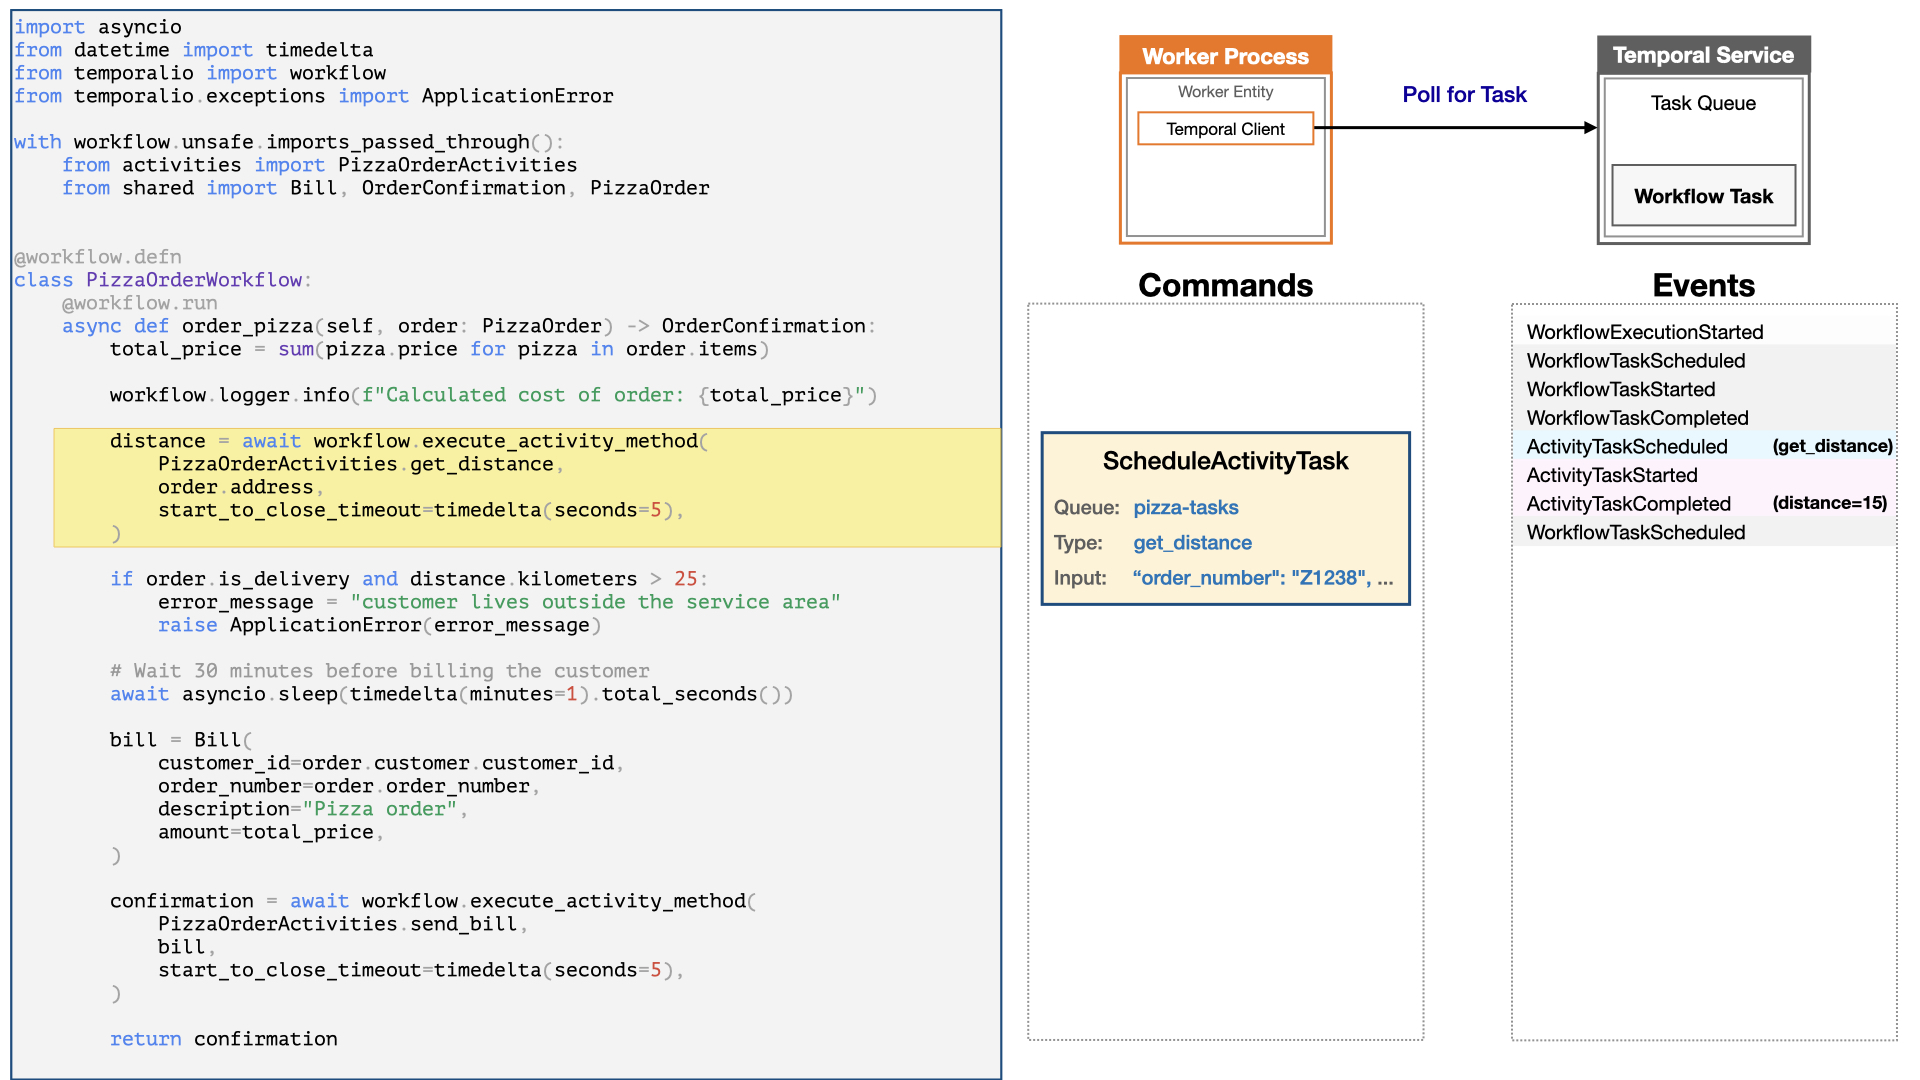 import asyncio
from datetime import timedelta
from temporalio import workflow
from temporalio.exceptions import ApplicationError

with workflow.unsafe.imports_passed_through():
    from activities import PizzaOrderActivities
    from shared import Bill, OrderConfirmation, PizzaOrder

@workflow.defn
class PizzaOrderWorkflow:
    @workflow.run
    async def order_pizza(self, order: PizzaOrder) -> OrderConfirmation:
        total_price = sum(pizza.price for pizza in order.items)

        workflow.logger.info(f"Calculated cost of order: {total_price}")

        distance = await workflow.execute_activity_method(
            PizzaOrderActivities.get_distance,
            order.address,
            start_to_close_timeout=timedelta(seconds=5),
        )

        if order.is_delivery and distance.kilometers > 25:
            error_message = "customer lives outside the service area"
            raise ApplicationError(error_message)

        # Wait 30 minutes before billing the customer
        await asyncio.sleep(timedelta(minutes=1).total_seconds())

        bill = Bill(
            customer_id=order.customer.customer_id,
            order_number=order.order_number,
            description="Pizza order",
            amount=total_price,
        )

        confirmation = await workflow.execute_activity_method(
            PizzaOrderActivities.send_bill,
            bill,
            start_to_close_timeout=timedelta(seconds=5),
        )

        return confirmation
Worker Process
Worker Entity
Temporal Client
Poll for Task
Temporal Service
Task Queue
Workflow Task
Commands
ScheduleActivityTask
Queue: pizza-tasks
Type: get_distance
Input: “order_number": "Z1238", ...
Events
WorkflowExecutionStarted
WorkflowTaskScheduled
WorkflowTaskStarted
WorkflowTaskCompleted
ActivityTaskScheduled (get_distance)
ActivityTaskStarted
ActivityTaskCompleted (distance=15)
WorkflowTaskScheduled